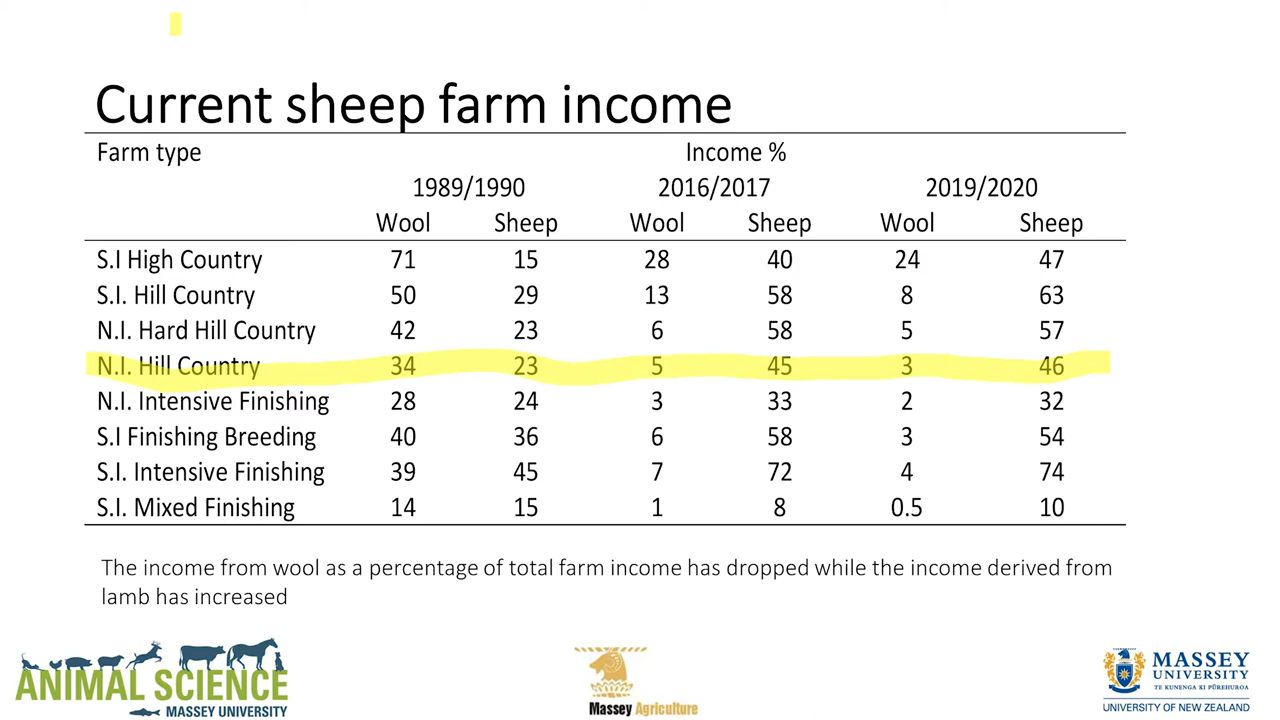 Current sheep farm income
Farm type Income %
1989/1990 2016/2017 2019/2020
Wool Sheep Wool Sheep Wool Sheep
S.I High Country 71 15 28 40 24 47
S.I. Hill Country 50 29 13 58 8 63
N.I. Hard Hill Country 42 23 6 58 5 57
N.I. Hill Country 34 23 5 45 3 46
N.I. Intensive Finishing 28 24 3 33 2 32
S.I Finishing Breeding 40 36 6 58 3 54
S.I. Intensive Finishing 39 45 7 72 4 74
S.I. Mixed Finishing 14 15 1 8 0.5 10
The income from wool as a percentage of total farm income has dropped while the income derived from
lamb has increased
ANIMAL SCIENCE
MASSEY UNIVERSITY
Massey Agriculture
MASSEY
UNIVERSITY
TE KUNENGA KI PŪREHUROA
UNIVERSITY OF NEW ZEALAND